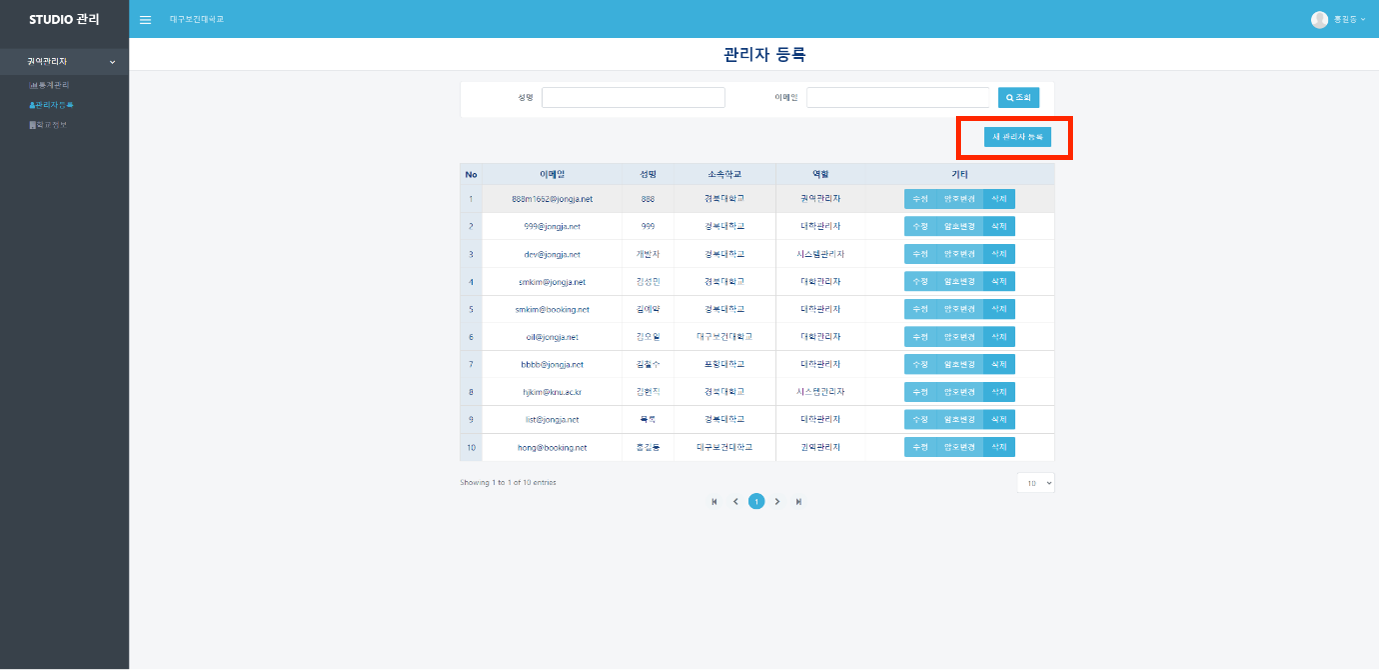 STUDIO 관리
대구보건대학교
홍길동
권역관리자
통계관리
관리자등록
학교정보
관리자 등록
성명
이메일
조회
새 관리자 등록
No 이메일 성명 소속학교 역할 기타
1 888m1662@jongja.net 888 경북대학교 권역관리자 수정 암호변경 삭제
2 999@jongja.net 999 경북대학교 대학관리자 수정 암호변경 삭제
3 dev@jongja.net 개발자 경북대학교 시스템관리자 수정 암호변경 삭제
4 smkim@jongja.net 김성민 경북대학교 대학관리자 수정 암호변경 삭제
5 smkim@booking.net 김예약 경북대학교 대학관리자 수정 암호변경 삭제
6 oil@jongja.net 김오일 대구보건대학교 대학관리자 수정 암호변경 삭제
7 bbbb@jongja.net 김철수 포항대학교 대학관리자 수정 암호변경 삭제
8 hjkim@knu.ac.kr 김현직 경북대학교 시스템관리자 수정 암호변경 삭제
9 list@jongja.net 목록 경북대학교 대학관리자 수정 암호변경 삭제
10 hong@booking.net 홍길동 대구보건대학교 권역관리자 수정 암호변경 삭제
Showing 1 to 1 of 10 entries
10
1